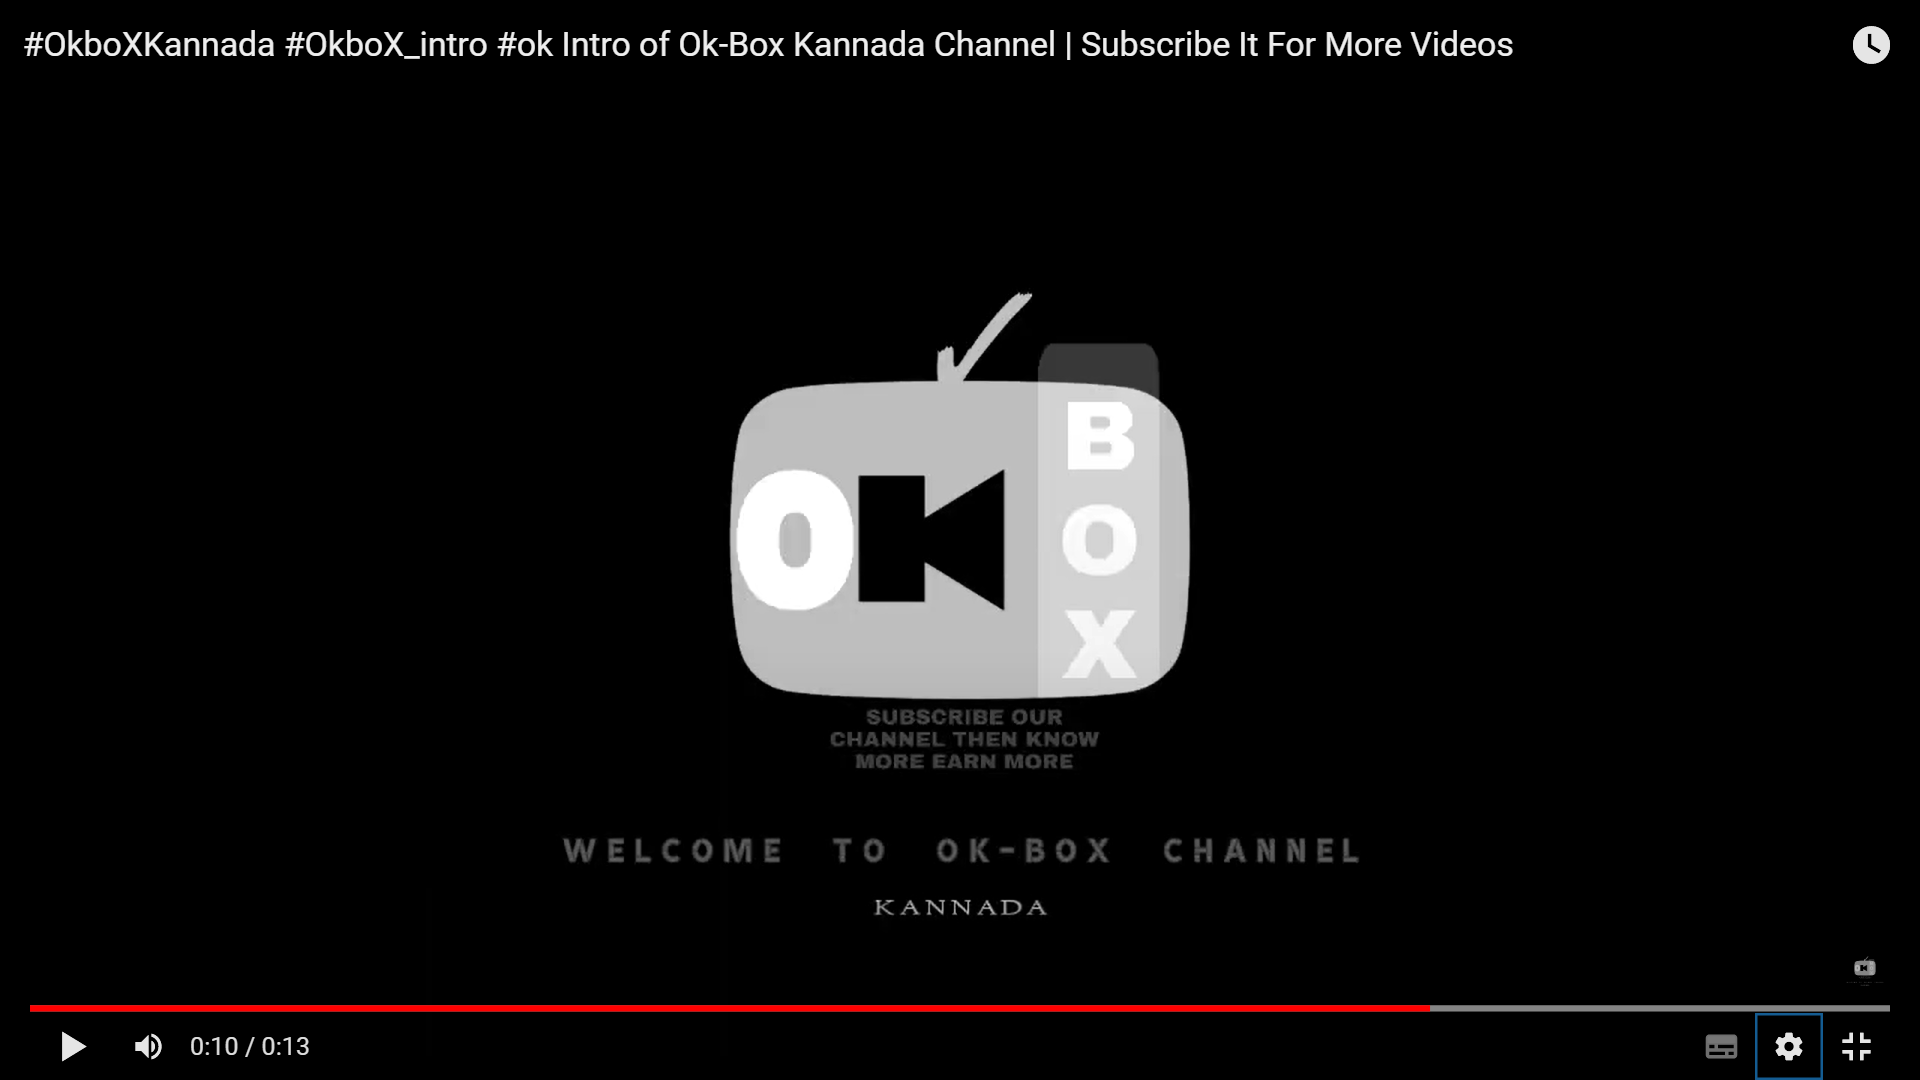 #OkboXKannada #OkboX_intro #ok Intro of Ok-Box Kannada Channel | Subscribe It For More Videos
OK
BOX
SUBSCRIBE OUR
CHANNEL THEN KNOW
MORE EARN MORE
WELCOME TO OK-BOX CHANNEL
KANNADA
0:10 / 0:13